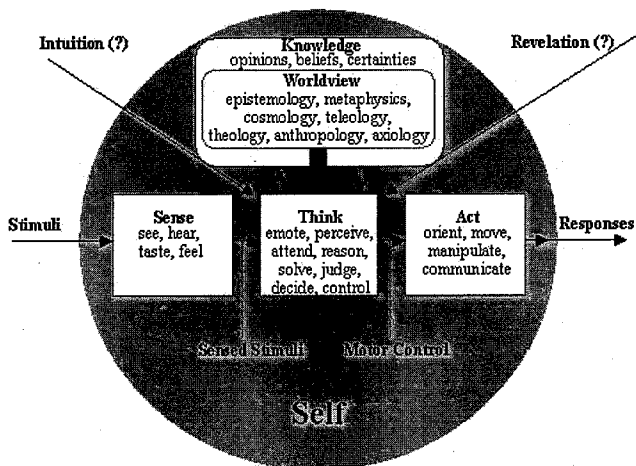 Intuition (?)
Revelation (?)
Knowledge
opinions, beliefs, certainties
Worldview
epistemology, metaphysics,
cosmology, teleology,
theology, anthropology, axiology
Stimuli
Sense
see, hear,
taste, feel
Think
emote, perceive,
attend, reason,
solve, judge,
decide, control
Act
orient, move,
manipulate,
communicate
Responses
Sensed Stimuli
Motor Control
Self